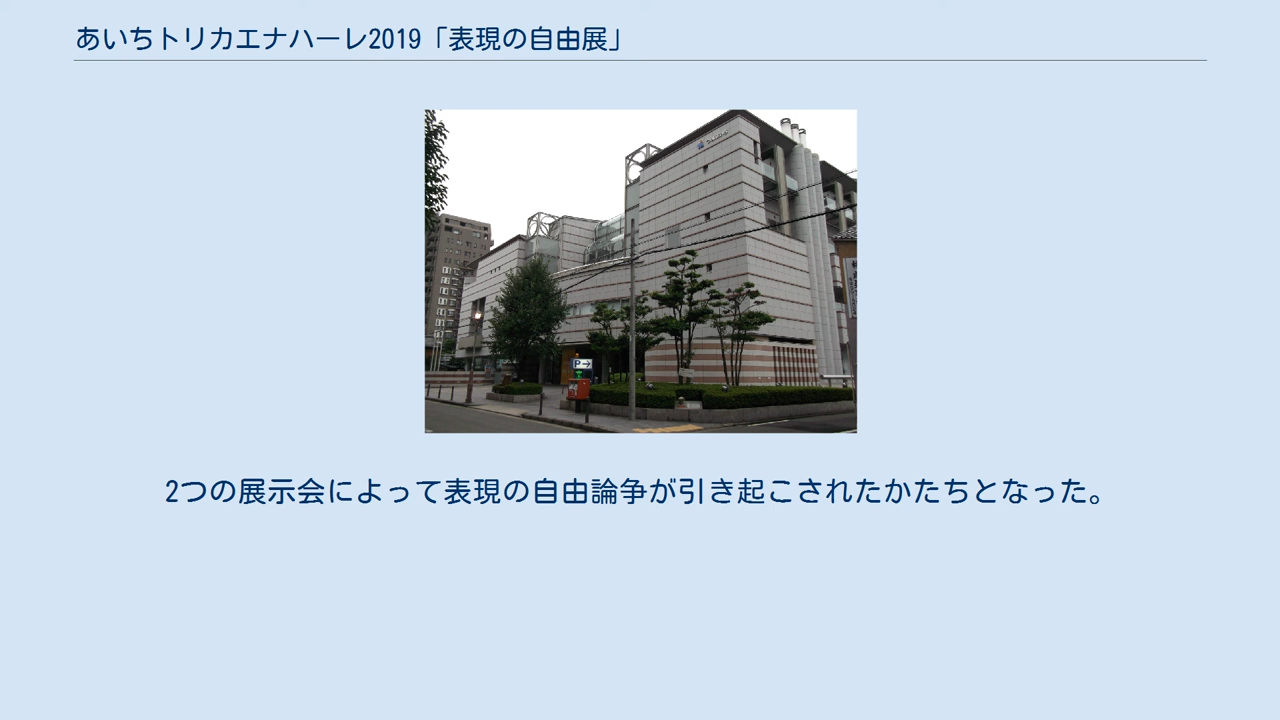 あいちトリカエナハーレ2019「表現の自由展」
P→
2つの展示会によって表現の自由論争が引き起こされたかたちとなった。